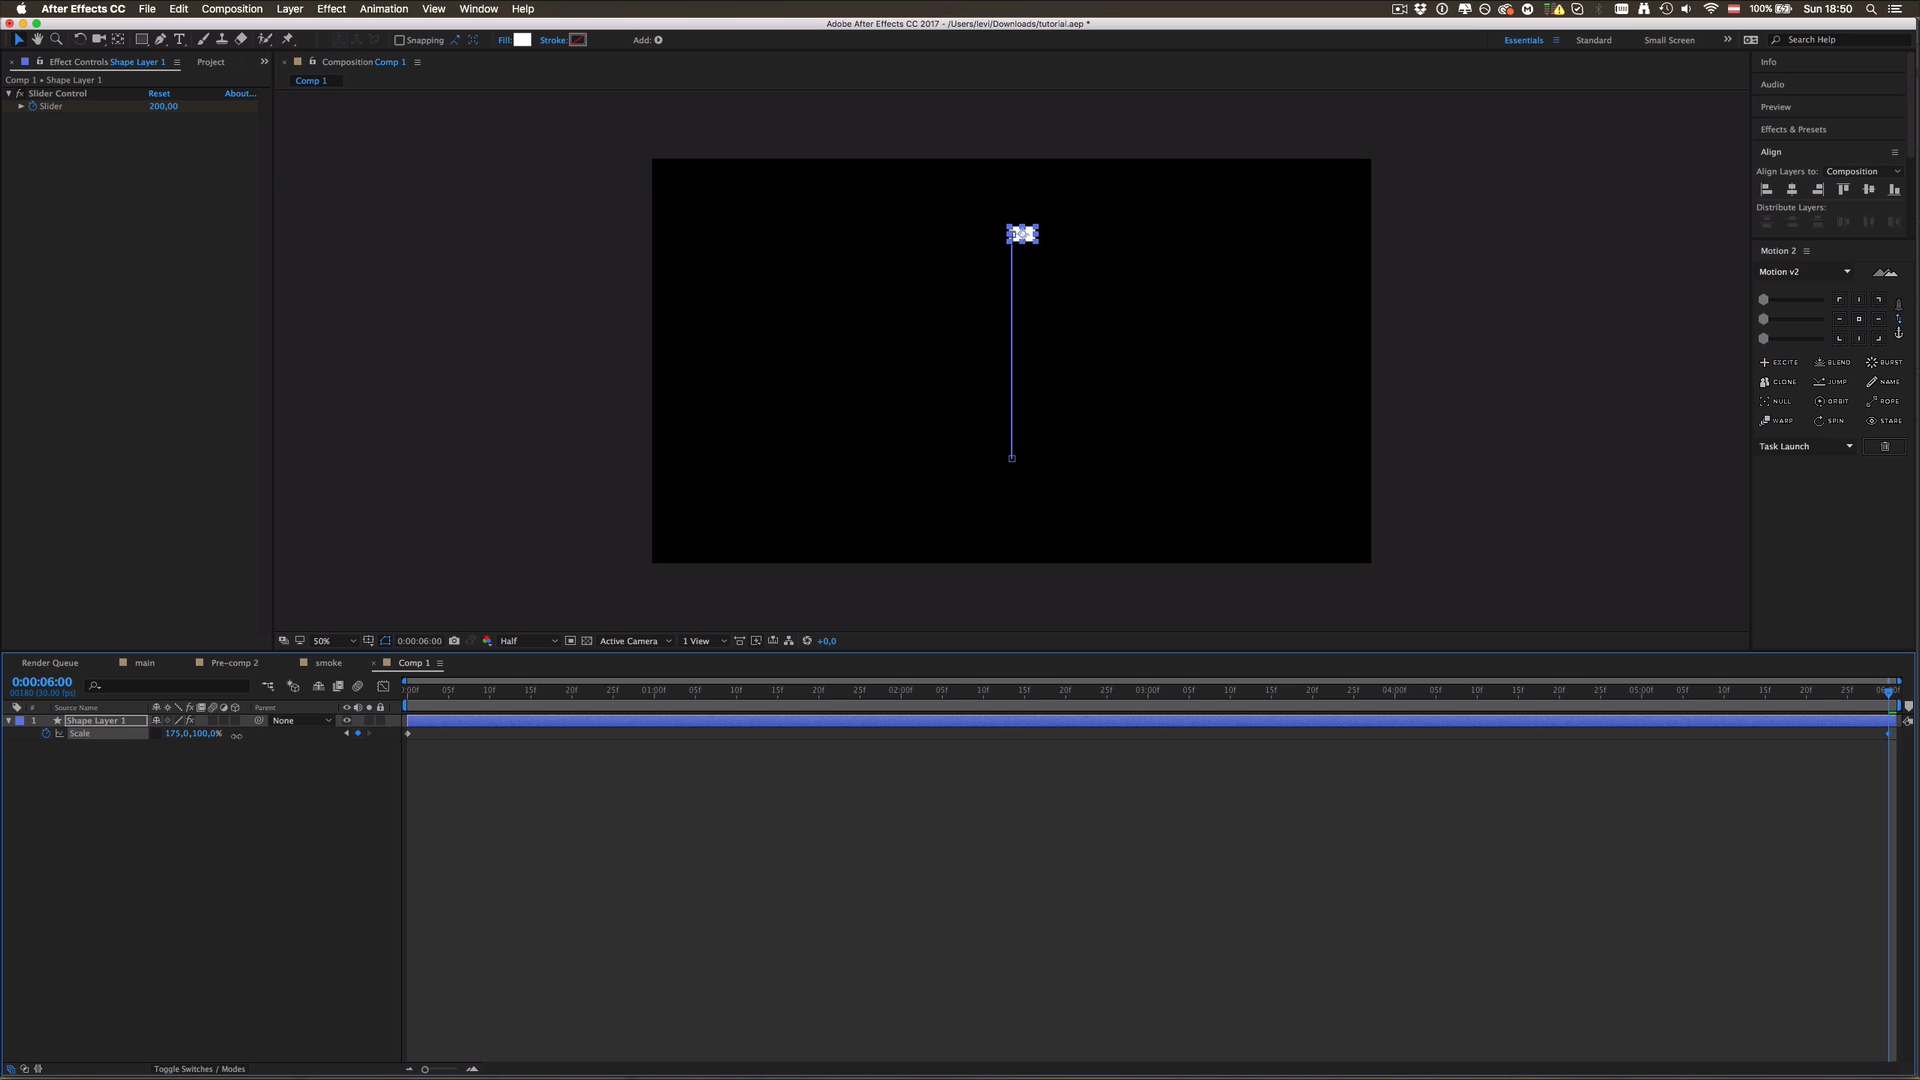 After Effects CC File Edit Composition Layer Effect Animation View Window Help 100% Sun 18:50
Adobe After Effects CC 2017 - /Users/levi/Downloads/tutorial.aep *
Snapping Fill: Stroke: Add: Essentials Standard Small Screen Search Help
Effect Controls Shape Layer 1 Project Composition Comp 1 Info
Comp 1 • Shape Layer 1 Comp 1
Audio
fx Slider Control Reset About...
Slider 200,00
Preview
Effects & Presets
Align
Align Layers to: Composition
Distribute Layers:
Motion 2
Motion v2
EXCITE BLEND BURST
CLONE JUMP NAME
NULL ORBIT ROPE
WARP SPIN STARE
Task Launch
50% 0:00:06:00 Half Active Camera 1 View +0,0
Render Queue main Pre-comp 2 smoke Comp 1
0:00:06:00
00180 (30.00 fps)
:00f 05f 10f 15f 20f 25f 01:00f 05f 10f 15f 20f 25f 02:00f 05f 10f 15f 20f 25f 03:00f 05f 10f 15f 20f 25f 04:00f 05f 10f 15f 20f 25f 05:00f 05f 10f 15f 20f 25f
# Source Name fx Parent
1 Shape Layer 1 fx None
Scale 175,0,100,0%
Toggle Switches / Modes